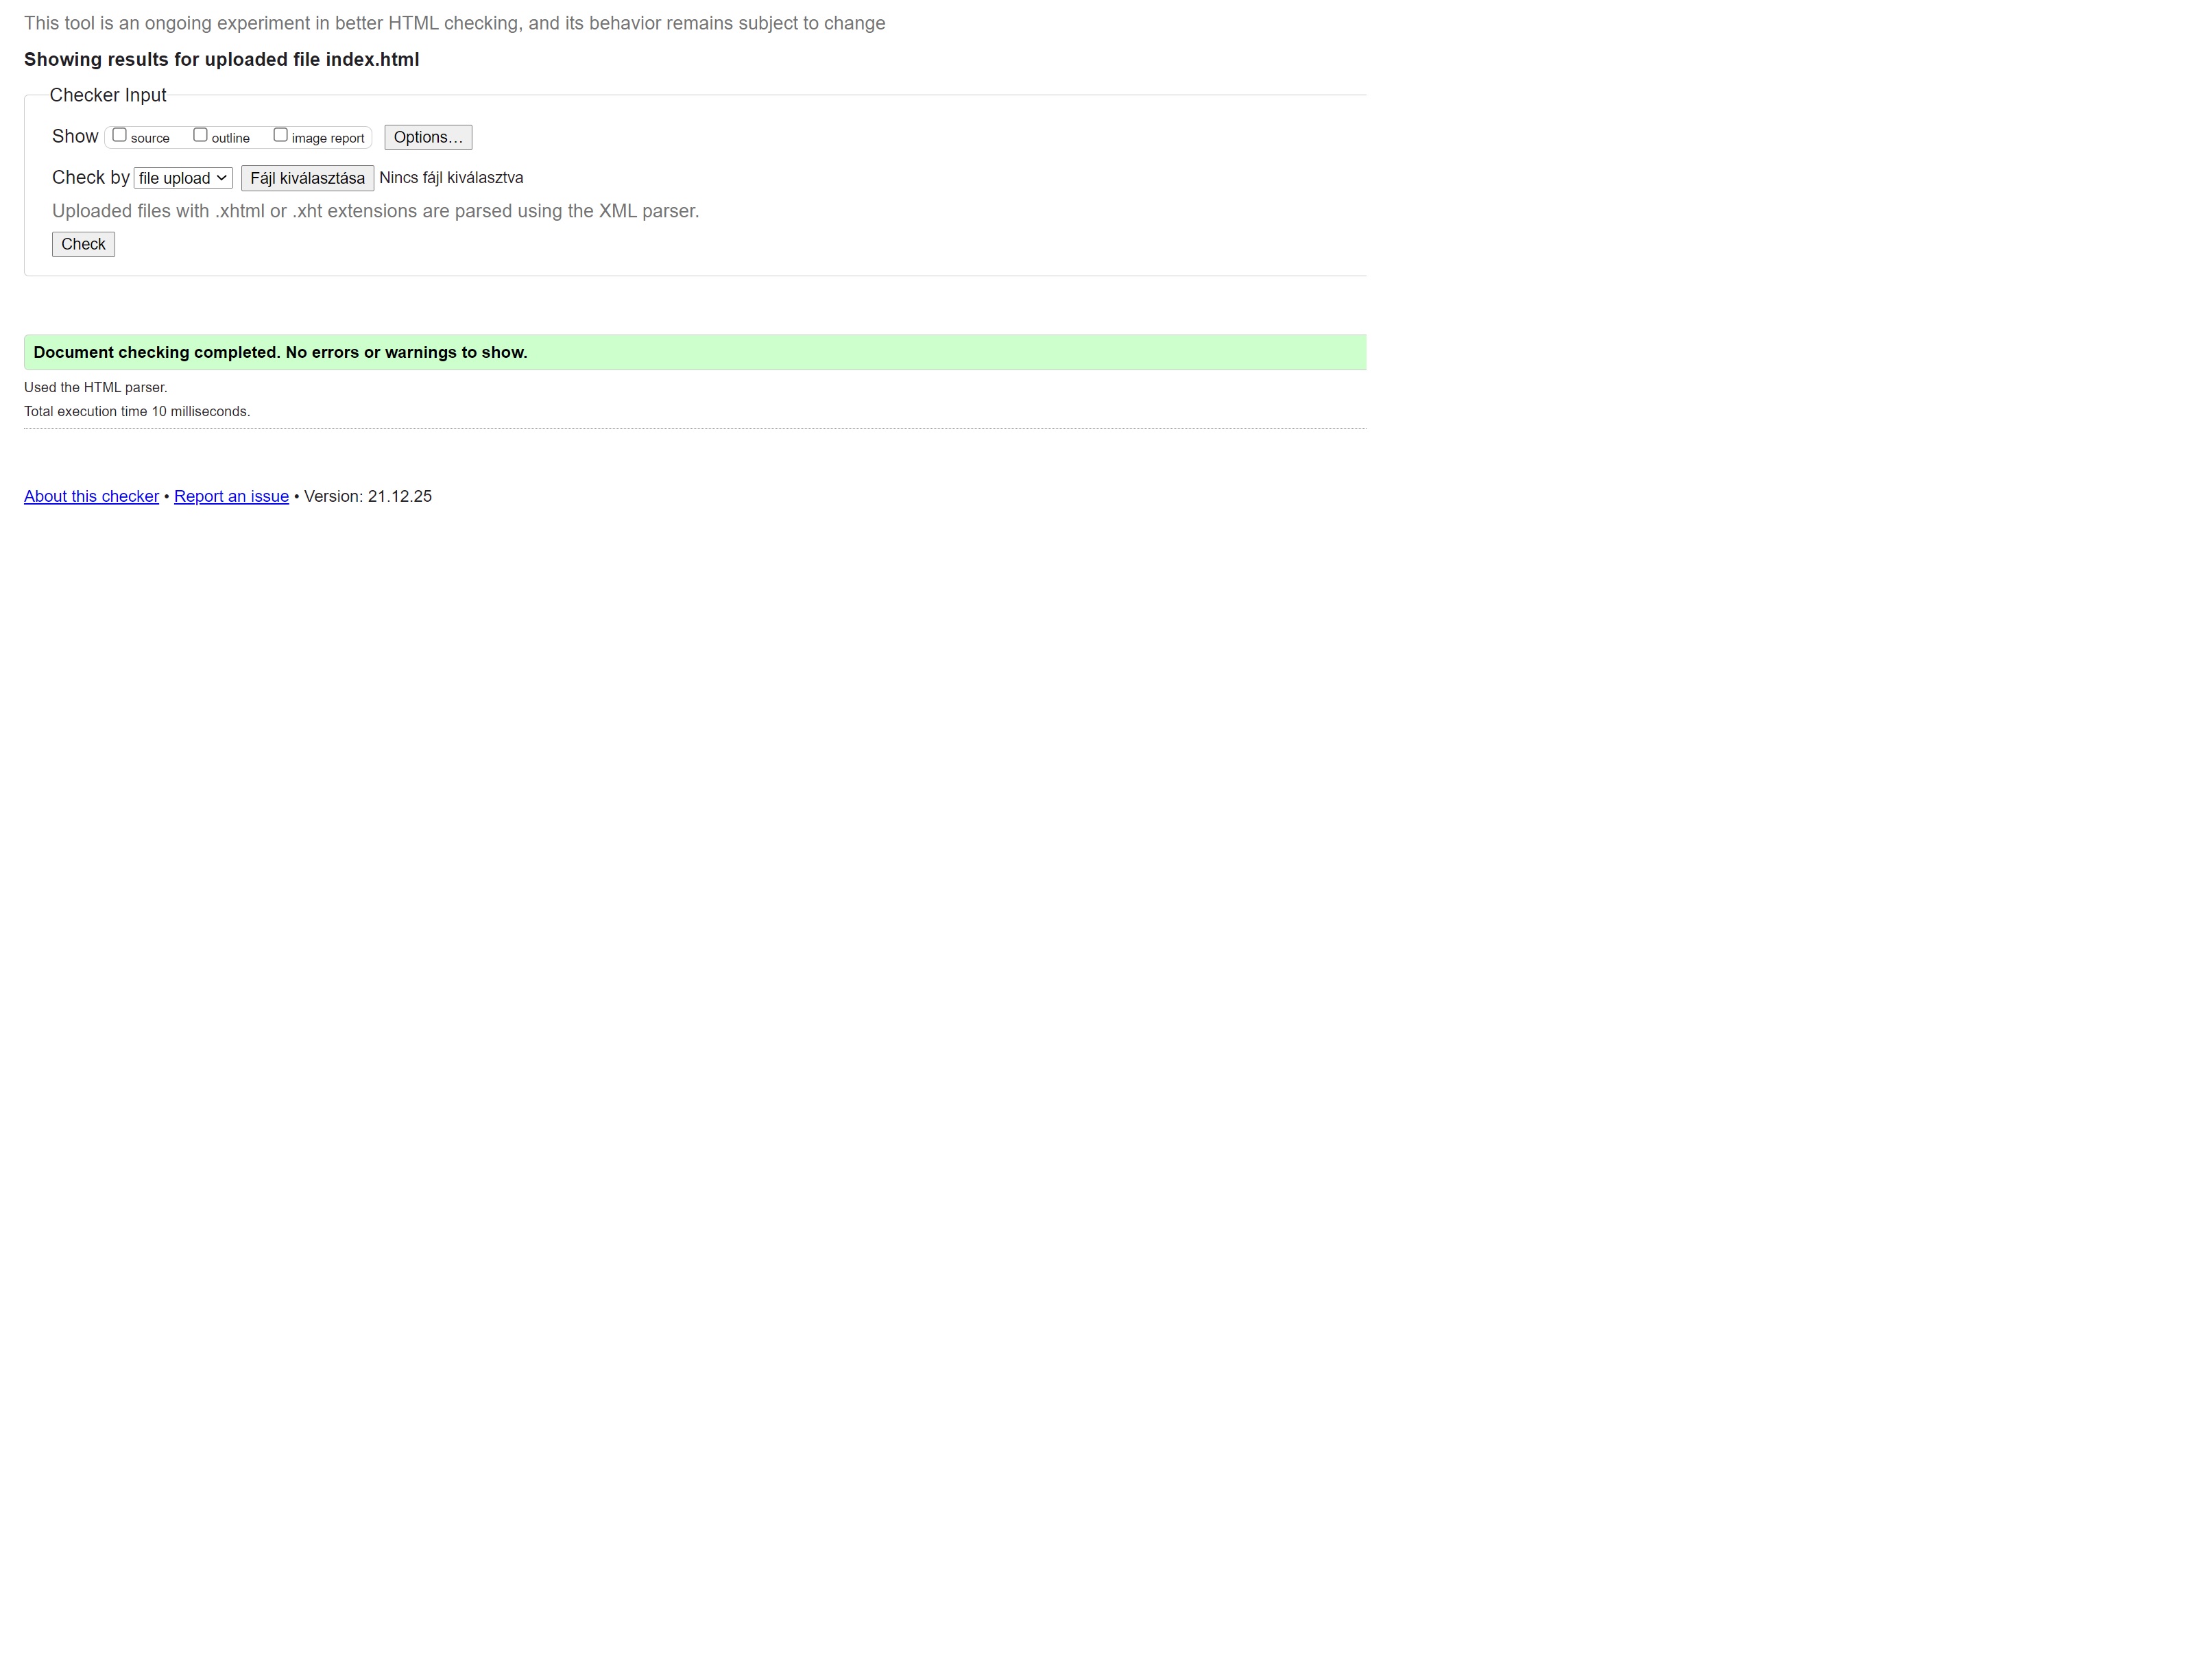 This tool is an ongoing experiment in better HTML checking, and its behavior remains subject to change
Showing results for uploaded file index.html
Checker Input
Show source outline image report Options…
Check by file upload Fájl kiválasztása Nincs fájl kiválasztva
Uploaded files with .xhtml or .xht extensions are parsed using the XML parser.
Check
Document checking completed. No errors or warnings to show.
Used the HTML parser.
Total execution time 10 milliseconds.
About this checker • Report an issue • Version: 21.12.25